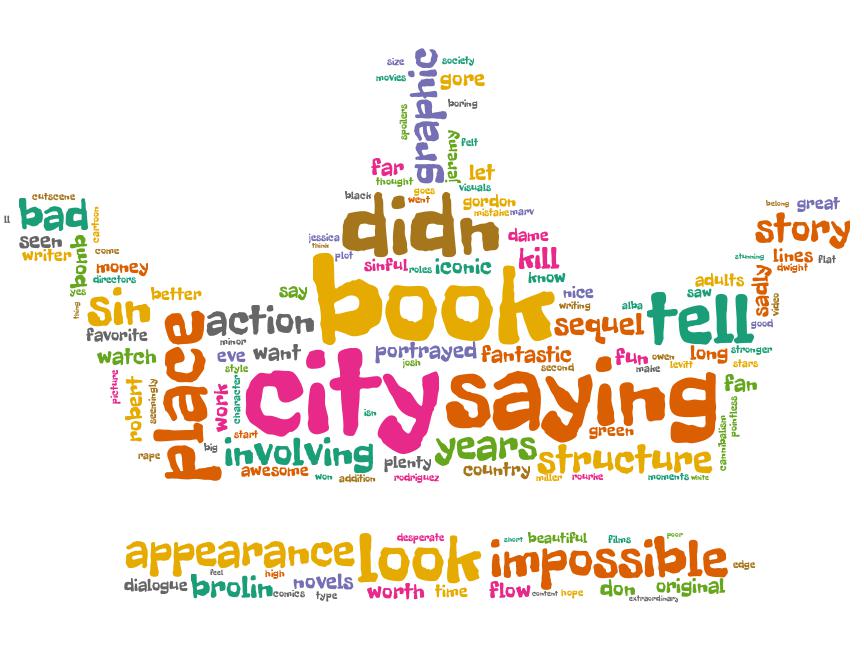 size
society
graphic
movies
gore
boring
spoilers
jeremy
felt
far
let
thought
goes
visuals
cutscene
black
went
gordon
belong
great
ll
bad
cartoon
didn
mistake
marv
story
seen
jessica
think
dame
writer
bomb
come
plot
kill
stunning
lines
flat
money
sinful
roles
iconic
dwight
directors
know
adults
sadly
yes
better
say
book
nice
saw
video
thing
sin
writing
alba
tell
favorite
place
action
sequel
good
minor
watch
eve
want
portrayed
fantastic
fun
owen
long
stronger
style
josh
second
make
levitt
stars
picture
robert
seemingly
work
character
city
saying
fan
isn
pointless
start
green
cannibalism
rape
big
involving
plenty
years
structure
awesome
country
won
addition
rodriguez
miller
rourke
moments
white
desperate
short
beautiful
films
poor
appearance
look
impossible
edge
feel
high
dialogue
brolin
comics
novels
type
worth
time
flow
content
hope
don
original
extraordinary